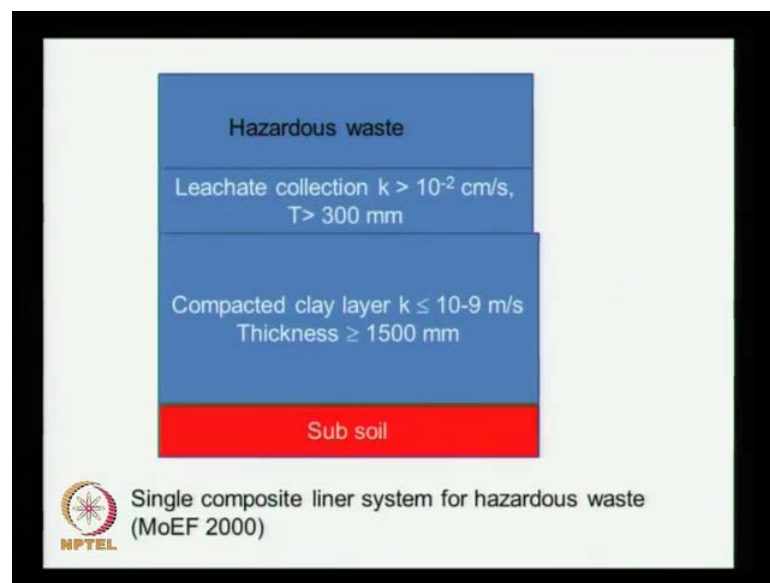 Hazardous waste
Leachate collection k > 10⁻² cm/s,
T> 300 mm
Compacted clay layer k ≤ 10-9 m/s
Thickness ≥ 1500 mm
Sub soil
Single composite liner system for hazardous waste
(MoEF 2000)
NPTEL